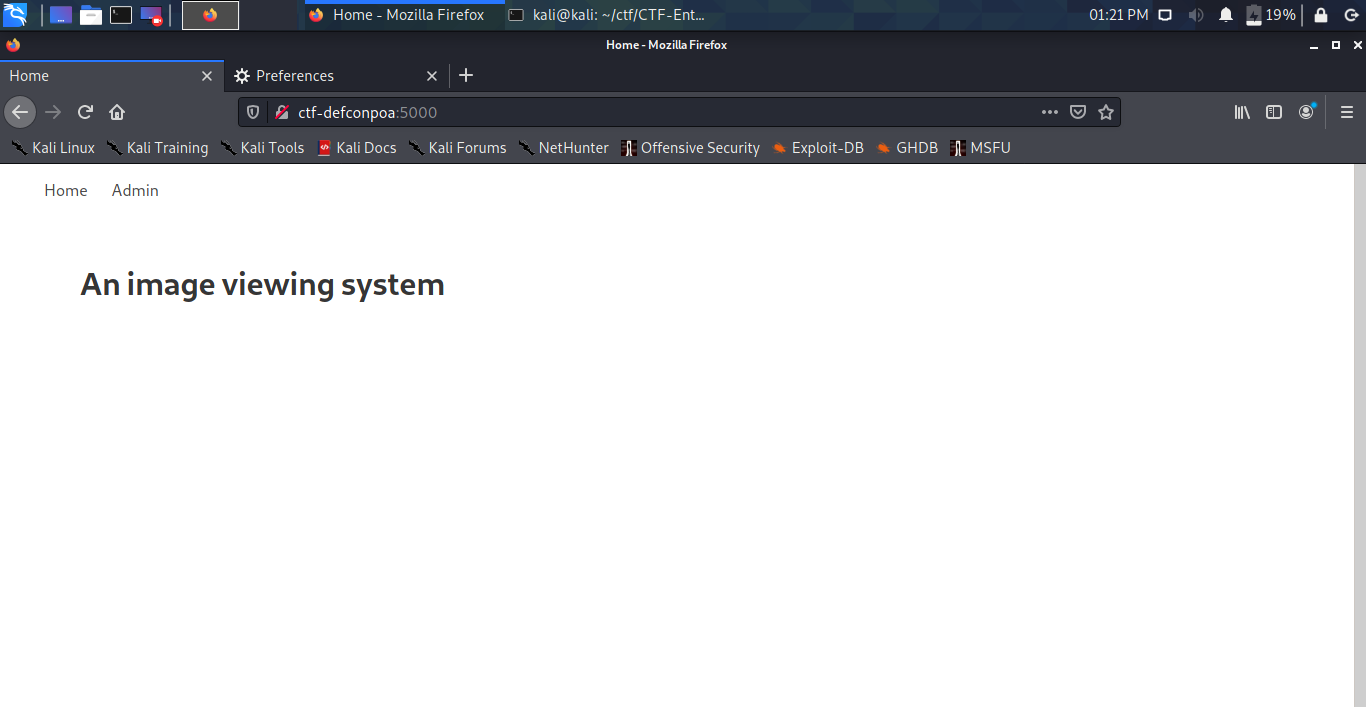 Home - Mozilla Firefox kali@kali: ~/ctf/CTF-Ent... 01:21 PM 19%
Home - Mozilla Firefox
Home Preferences
ctf-defconpoa:5000
Kali Linux Kali Training Kali Tools Kali Docs Kali Forums NetHunter Offensive Security Exploit-DB GHDB MSFU
Home Admin
An image viewing system